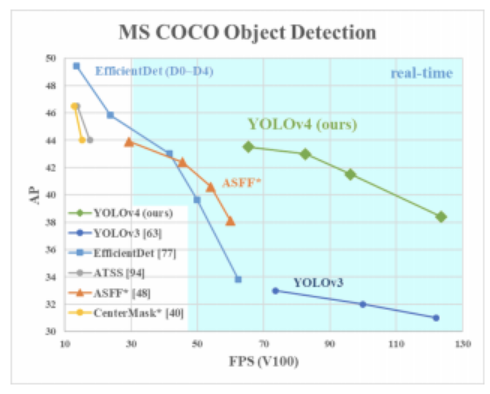 MS COCO Object Detection
50
48
46
44
42
40
38
36
34
32
30
AP
EfficientDet (D0~D4)
real-time
YOLOv4 (ours)
ASFF*
YOLOv3
YOLOv4 (ours)
YOLOv3 [63]
EfficientDet [77]
ATSS [94]
ASFF* [48]
CenterMask* [40]
10 30 50 70 90 110 130
FPS (V100)